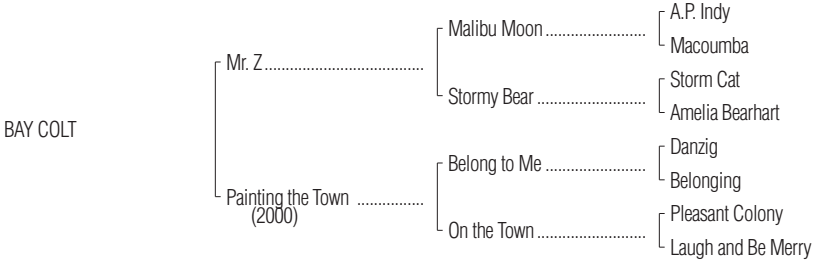 A.P. Indy
Malibu Moon ........................
Macoumba
Mr. Z......................................
Storm Cat
Stormy Bear ..........................
Amelia Bearhart
BAY COLT
Danzig
Belong to Me ........................
Belonging
Painting the Town ................
(2000)
Pleasant Colony
On the Town..........................
Laugh and Be Merry